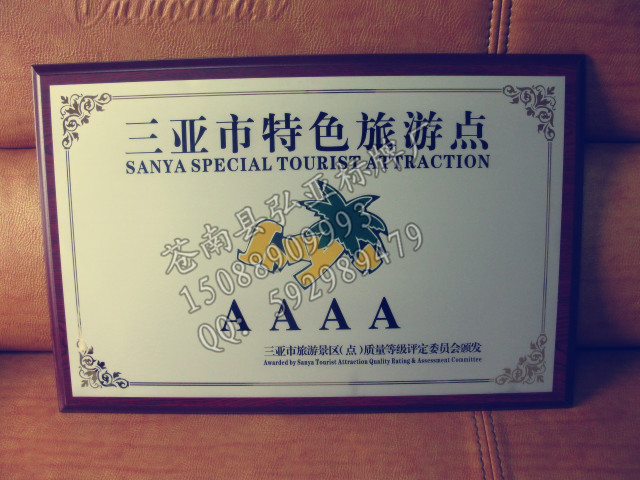 三亚市特色旅游点
SANYA SPECIAL TOURIST ATTRACTION
AAAA
三亚市旅游景区(点)质量等级评定委员会颁发
Awarded by Sanya Tourist Attraction Quality Rating & Assessment Committee
苍南县弘亚标牌厂
15088909993
QQ: 592989479